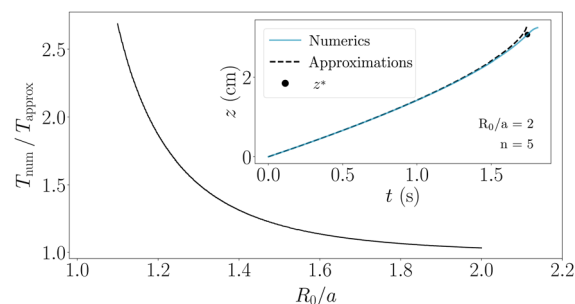 2.5
2.0
1.5
1.0
T_num / T_approx
1.0
1.2
1.4
1.6
1.8
2.0
2.2
R₀/a
Numerics
Approximations
z*
2
0
z (cm)
R₀/a = 2
n = 5
0.0
0.5
1.0
1.5
t (s)